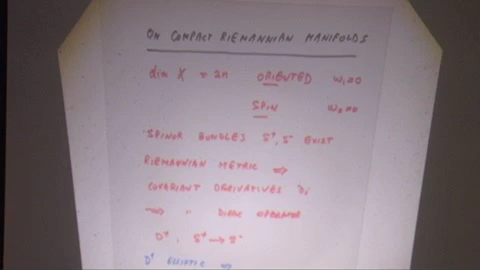 ON COMPACT RIEMANNIAN MANIFOLDS
dim X = 2n ORIENTED w₁=0
SPIN w₂=0
SPINOR BUNDLES S⁺, S⁻ EXIST
RIEMANNIAN METRIC ⇒
COVARIANT DERIVATIVES ∂ᵢ
⇒ " DIRAC OPERATOR
D⁺ : S⁺ → S⁻
D⁺ ELLIPTIC ⇒